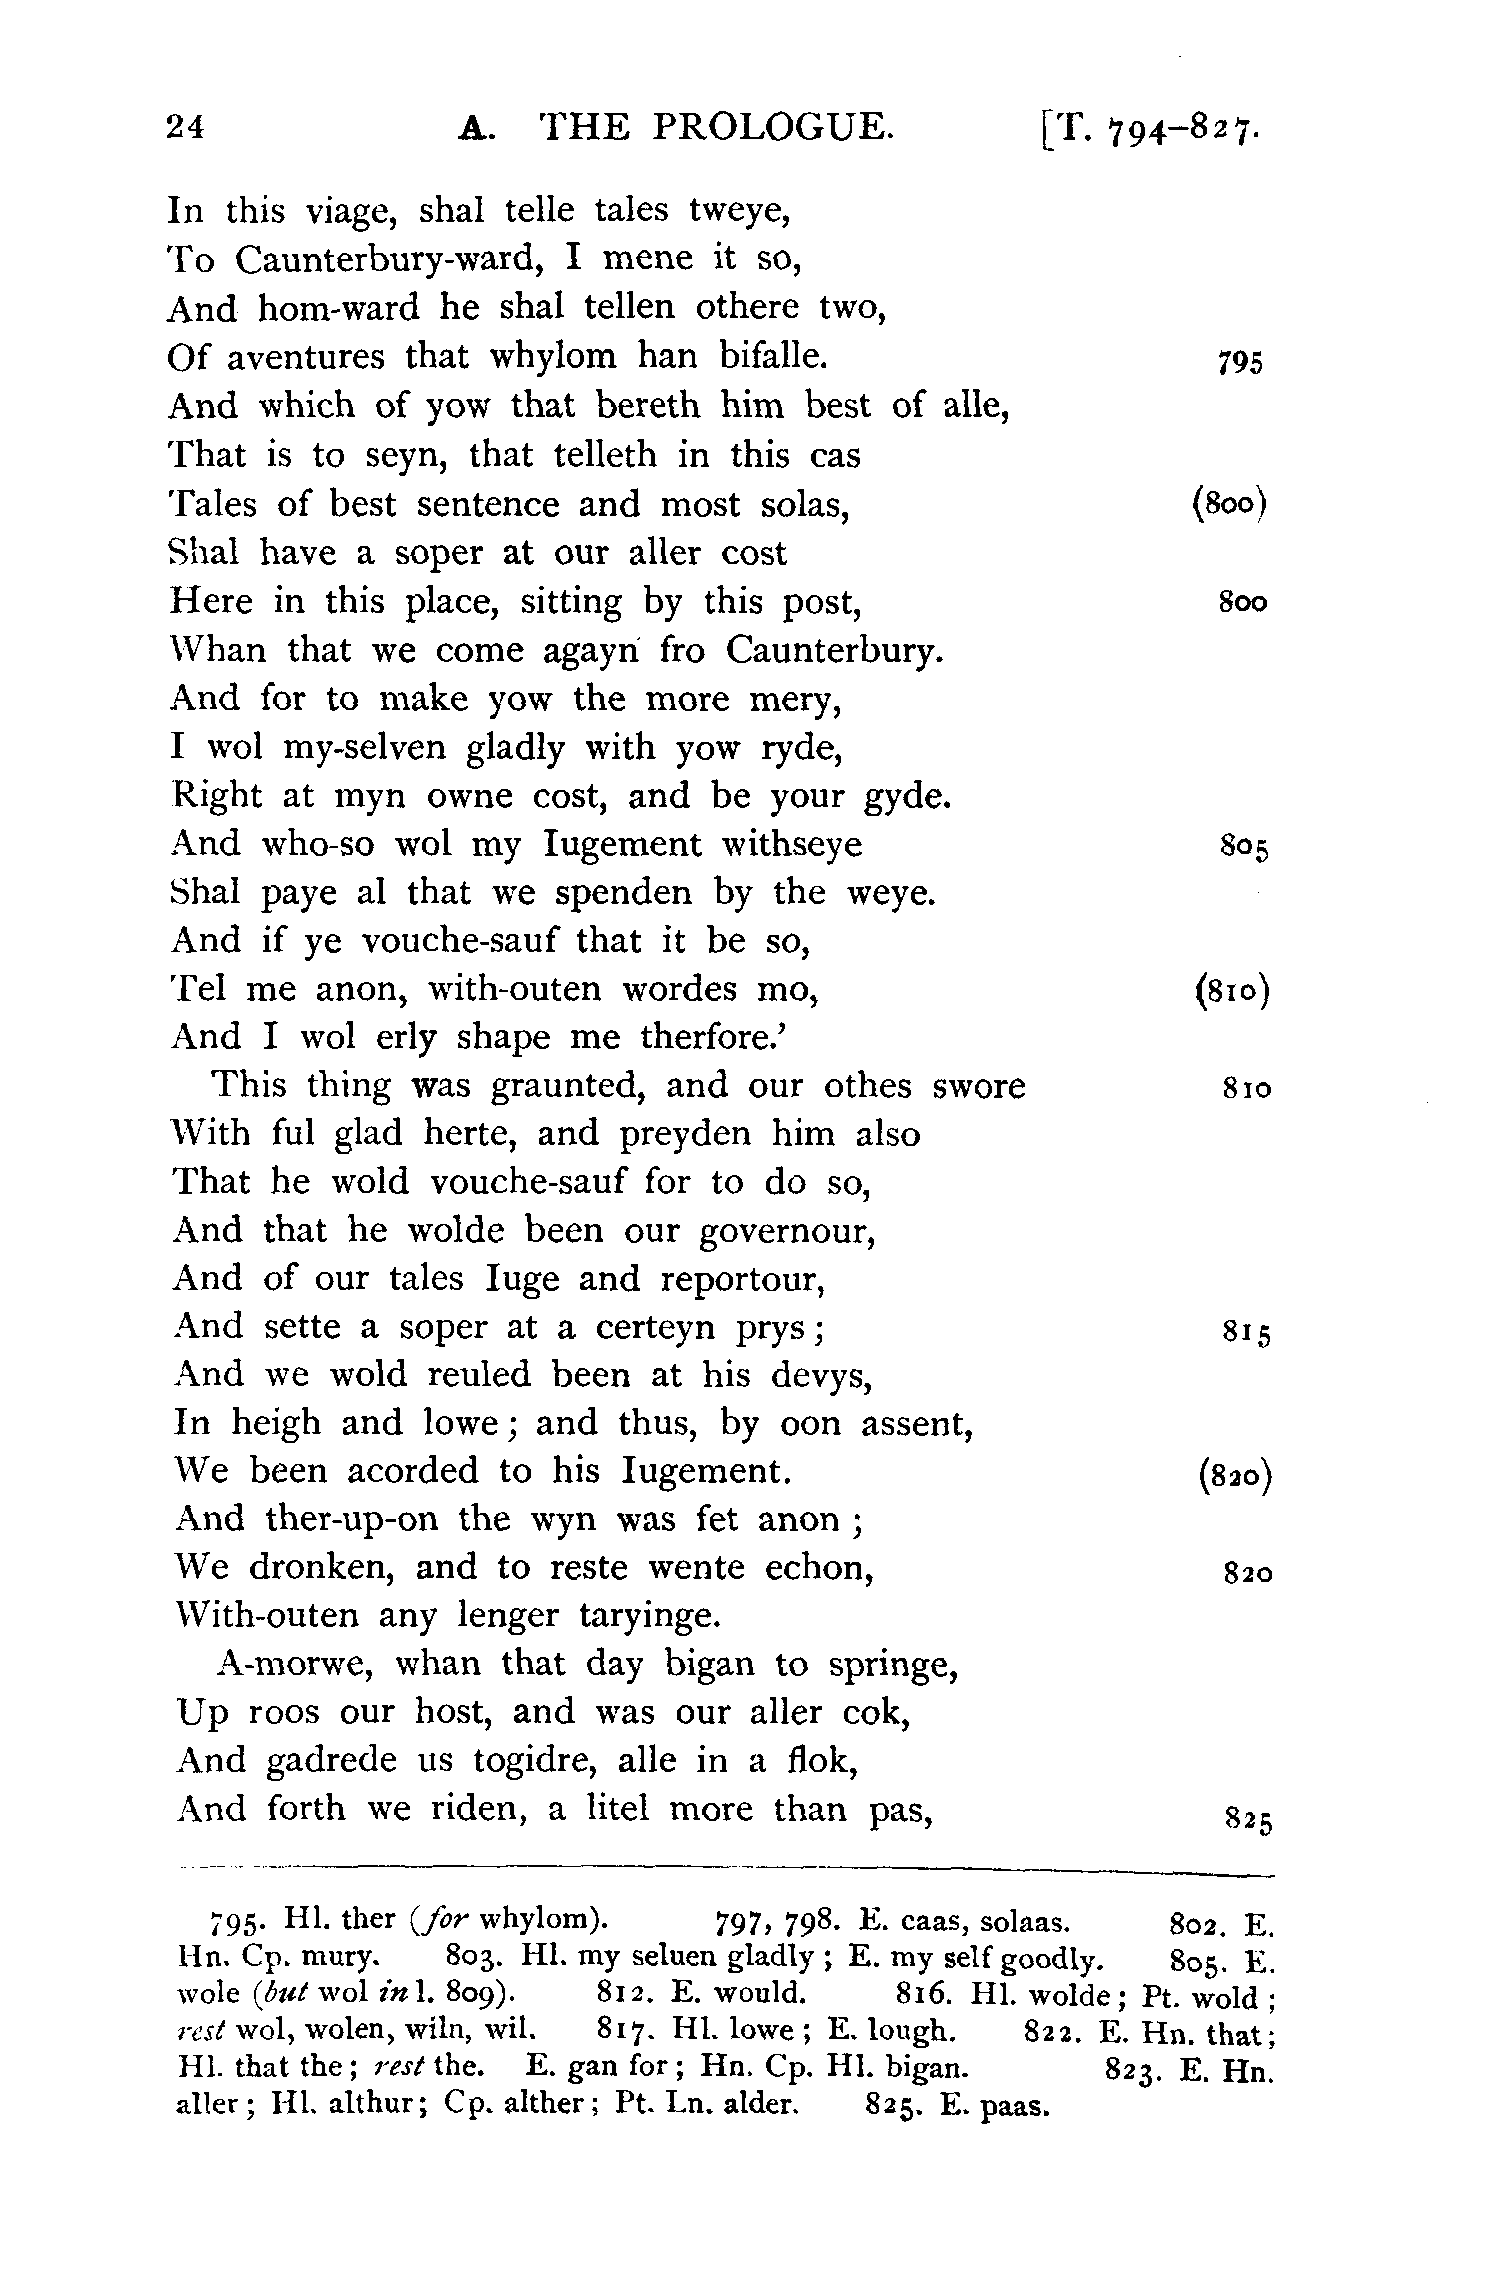 24 A. THE PROLOGUE. [T. 794–827.
In this viage, shal telle tales tweye,
To Caunterbury-ward, I mene it so,
And hom-ward he shal tellen othere two,
Of aventures that whylom han bifalle. 795
And which of yow that bereth him best of alle,
That is to seyn, that telleth in this cas
Tales of best sentence and most solas, (800)
Shal have a soper at our aller cost
Here in this place, sitting by this post, 800
Whan that we come agayn fro Caunterbury.
And for to make yow the more mery,
I wol my-selven gladly with yow ryde,
Right at myn owne cost, and be your gyde.
And who-so wol my Iugement withseye 805
Shal paye al that we spenden by the weye.
And if ye vouche-sauf that it be so,
Tel me anon, with-outen wordes mo, (810)
And I wol erly shape me therfore.’
This thing was graunted, and our othes swore 810
With ful glad herte, and preyden him also
That he wold vouche-sauf for to do so,
And that he wolde been our governour,
And of our tales Iuge and reportour,
And sette a soper at a certeyn prys ; 815
And we wold reuled been at his devys,
In heigh and lowe ; and thus, by oon assent,
We been acorded to his Iugement. (820)
And ther-up-on the wyn was fet anon ;
We dronken, and to reste wente echon, 820
With-outen any lenger taryinge.
A-morwe, whan that day bigan to springe,
Up roos our host, and was our aller cok,
And gadrede us togidre, alle in a flok,
And forth we riden, a litel more than pas, 825
795. Hl. ther (for whylom). 797, 798. E. caas, solaas. 802. E.
Hn. Cp. mury. 803. Hl. my seluen gladly ; E. my self goodly. 805. E.
wole (but wol in l. 809). 812. E. would. 816. Hl. wolde ; Pt. wold ;
rest wol, wolen, wiln, wil. 817. Hl. lowe ; E. lough. 822. E. Hn. that ;
Hl. that the ; rest the. E. gan for ; Hn. Cp. Hl. bigan. 823. E. Hn.
aller ; Hl. althur ; Cp. alther ; Pt. Ln. alder. 825. E. paas.